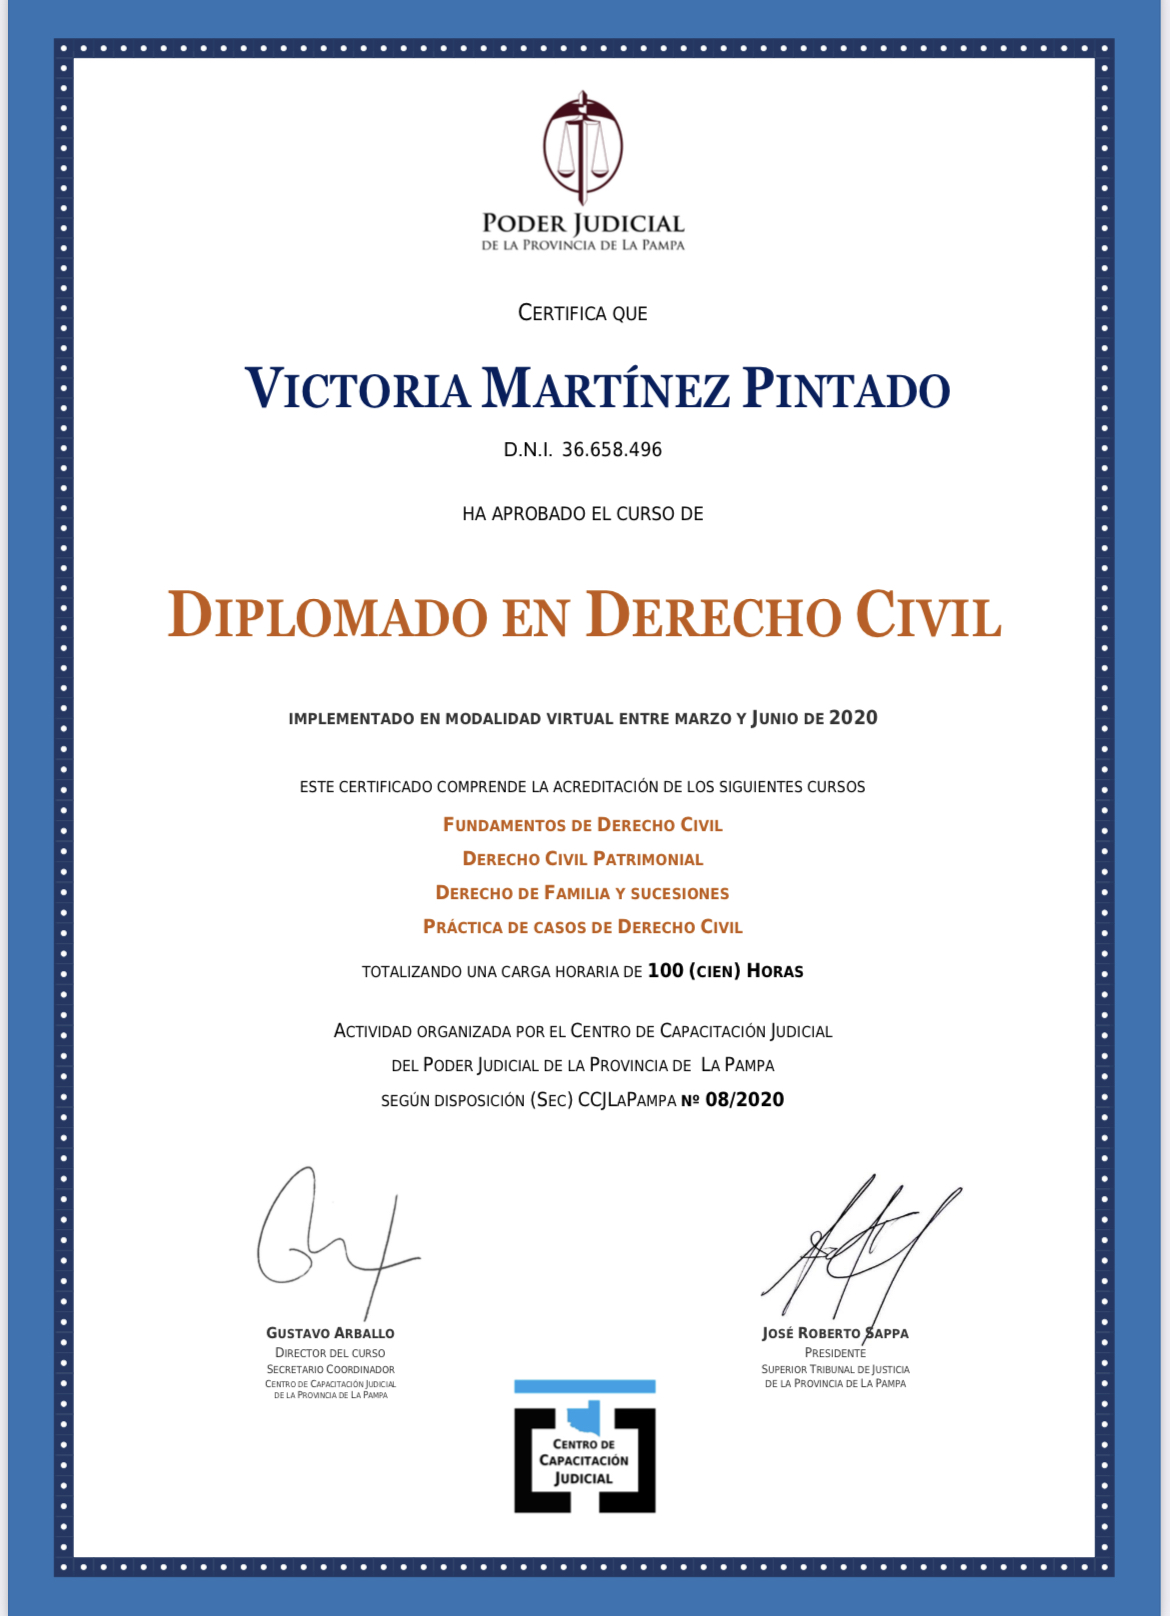 PODER JUDICIAL
DE LA PROVINCIA DE LA PAMPA
CERTIFICA QUE
VICTORIA MARTÍNEZ PINTADO
D.N.I. 36.658.496
HA APROBADO EL CURSO DE
DIPLOMADO EN DERECHO CIVIL
IMPLEMENTADO EN MODALIDAD VIRTUAL ENTRE MARZO Y JUNIO DE 2020
ESTE CERTIFICADO COMPRENDE LA ACREDITACIÓN DE LOS SIGUIENTES CURSOS
FUNDAMENTOS DE DERECHO CIVIL
DERECHO CIVIL PATRIMONIAL
DERECHO DE FAMILIA Y SUCESIONES
PRÁCTICA DE CASOS DE DERECHO CIVIL
TOTALIZANDO UNA CARGA HORARIA DE 100 (CIEN) HORAS
ACTIVIDAD ORGANIZADA POR EL CENTRO DE CAPACITACIÓN JUDICIAL
DEL PODER JUDICIAL DE LA PROVINCIA DE LA PAMPA
SEGÚN DISPOSICIÓN (SEC) CCJLAPAMPA Nº 08/2020
GUSTAVO ARBALLO
DIRECTOR DEL CURSO
SECRETARIO COORDINADOR
CENTRO DE CAPACITACIÓN JUDICIAL
DE LA PROVINCIA DE LA PAMPA
JOSÉ ROBERTO SAPPA
PRESIDENTE
SUPERIOR TRIBUNAL DE JUSTICIA
DE LA PROVINCIA DE LA PAMPA
CENTRO DE
CAPACITACIÓN
JUDICIAL